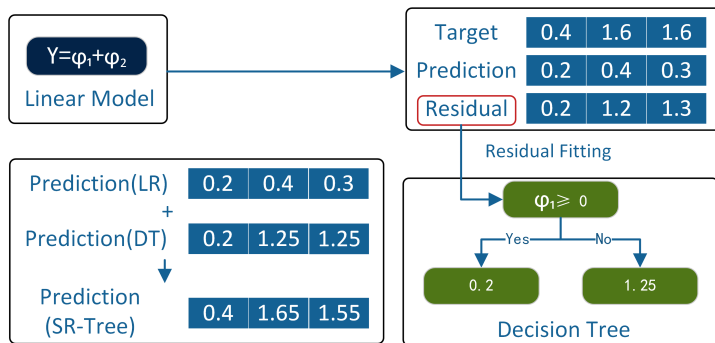 Y=φ₁+φ₂
Linear Model
Target 0.4 1.6 1.6
Prediction 0.2 0.4 0.3
Residual 0.2 1.2 1.3
Residual Fitting
φ₁≥ 0
Yes No
0.2 1.25
Decision Tree
Prediction(LR) 0.2 0.4 0.3
+
Prediction(DT) 0.2 1.25 1.25
Prediction
(SR-Tree) 0.4 1.65 1.55